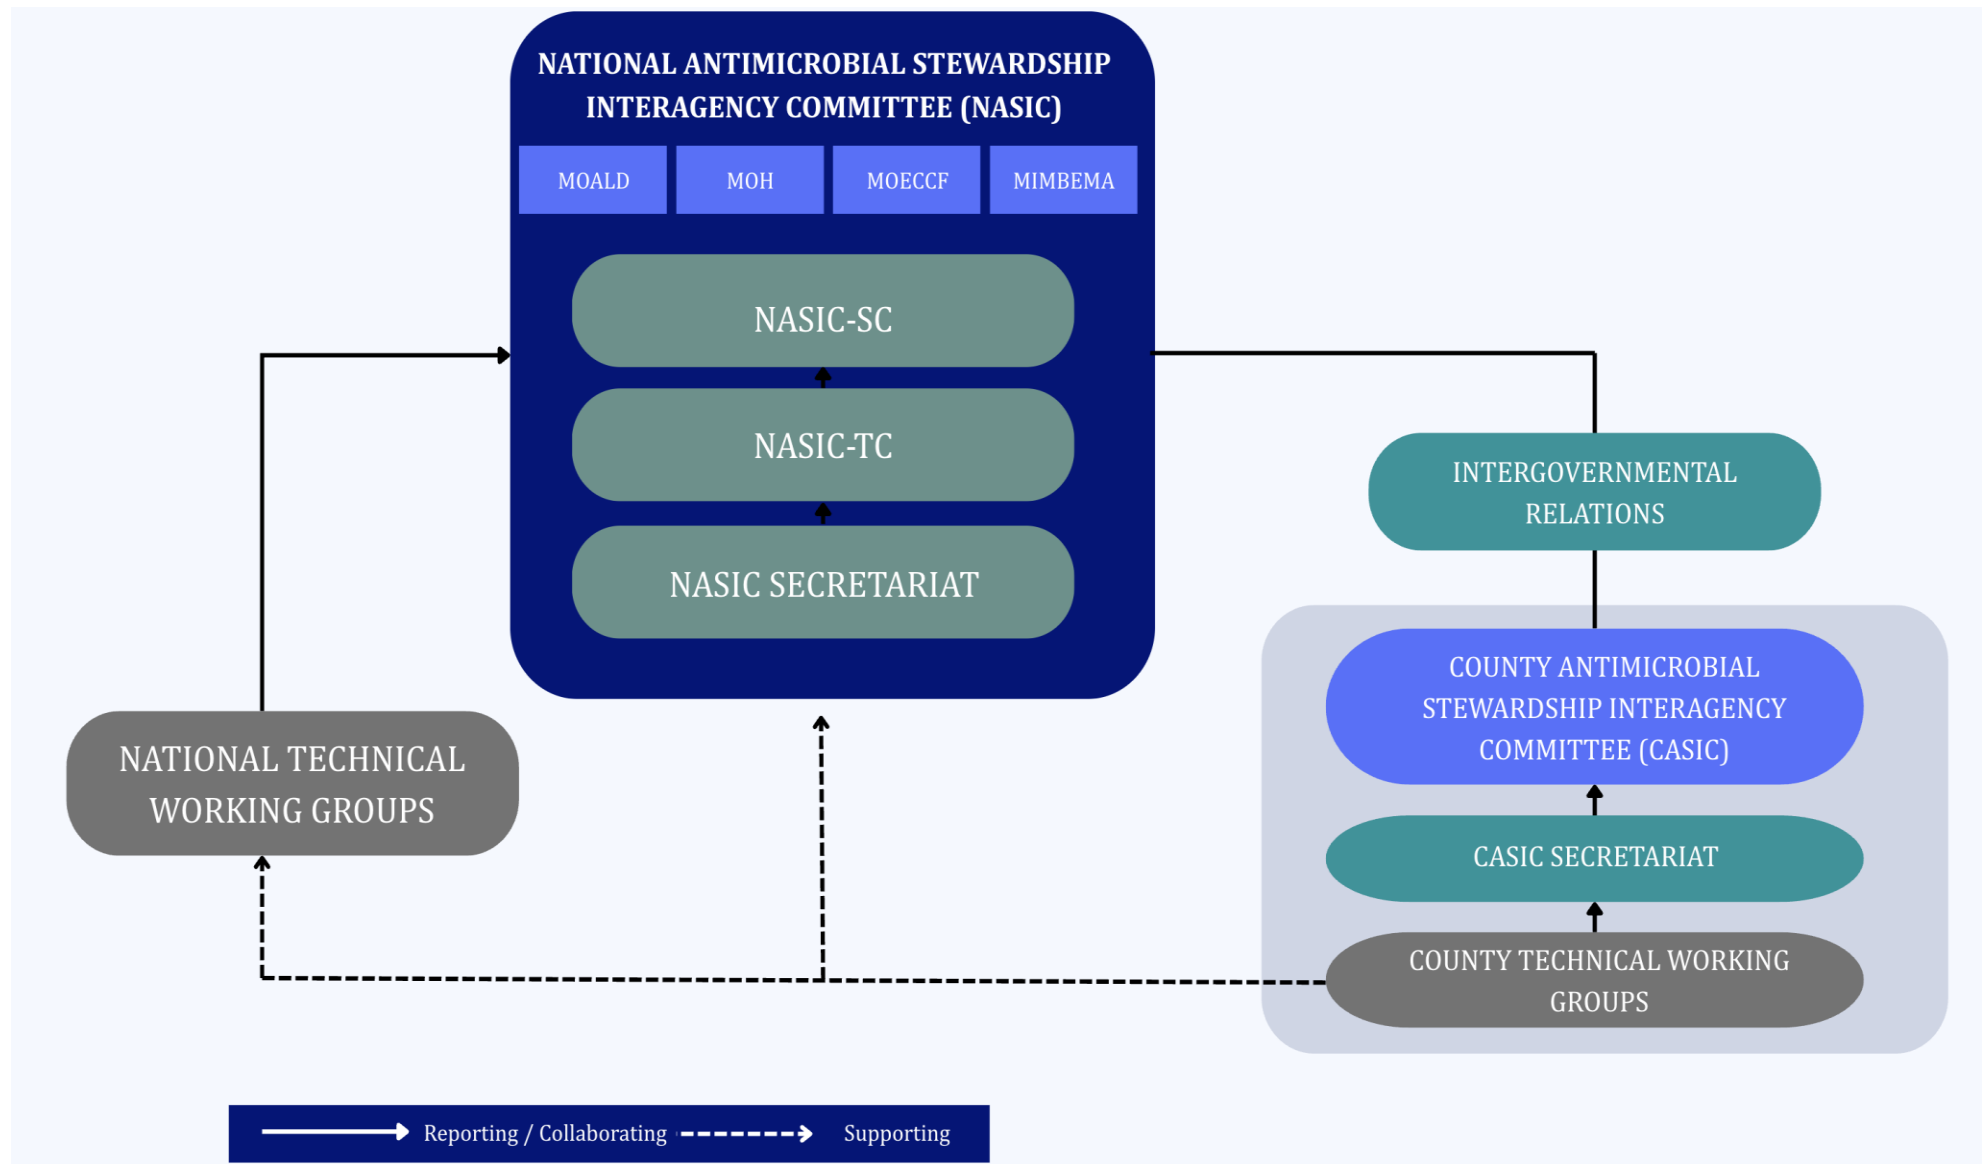 NATIONAL ANTIMICROBIAL STEWARDSHIP
INTERAGENCY COMMITTEE (NASIC)
MOALD
MOH
MOECCF
MIMBEMA
NASIC-SC
NASIC-TC
NASIC SECRETARIAT
INTERGOVERNMENTAL
RELATIONS
COUNTY ANTIMICROBIAL
STEWARDSHIP INTERAGENCY
COMMITTEE (CASIC)
NATIONAL TECHNICAL
WORKING GROUPS
CASIC SECRETARIAT
COUNTY TECHNICAL WORKING
GROUPS
Reporting / Collaborating
Supporting